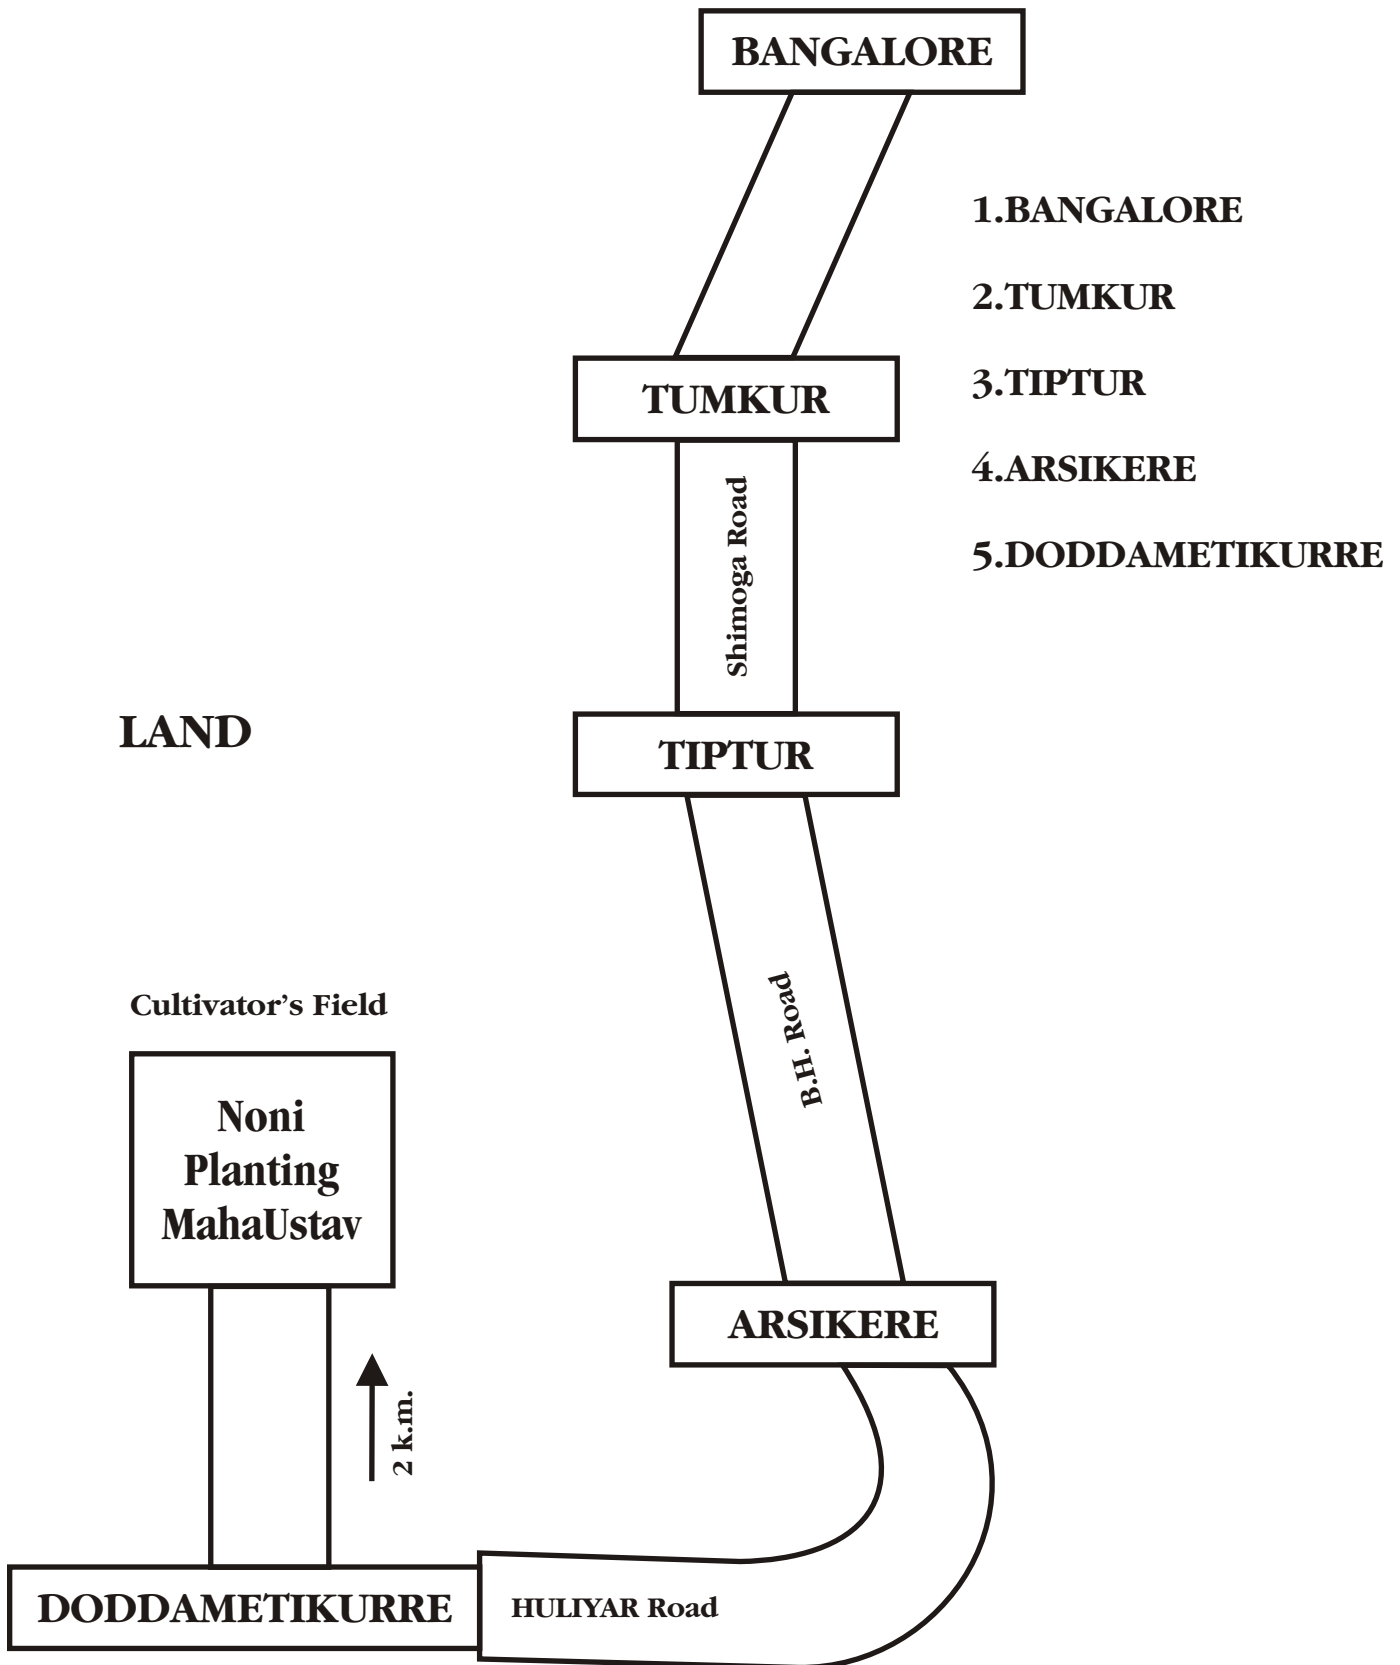 BANGALORE
1.BANGALORE
2.TUMKUR
3.TIPTUR
4.ARSIKERE
5.DODDAMETIKURRE
TUMKUR
Shimoga Road
LAND
TIPTUR
B.H. Road
Cultivator’s Field
Noni
Planting
MahaUstav
ARSIKERE
2 k.m.
DODDAMETIKURRE
HULIYAR Road